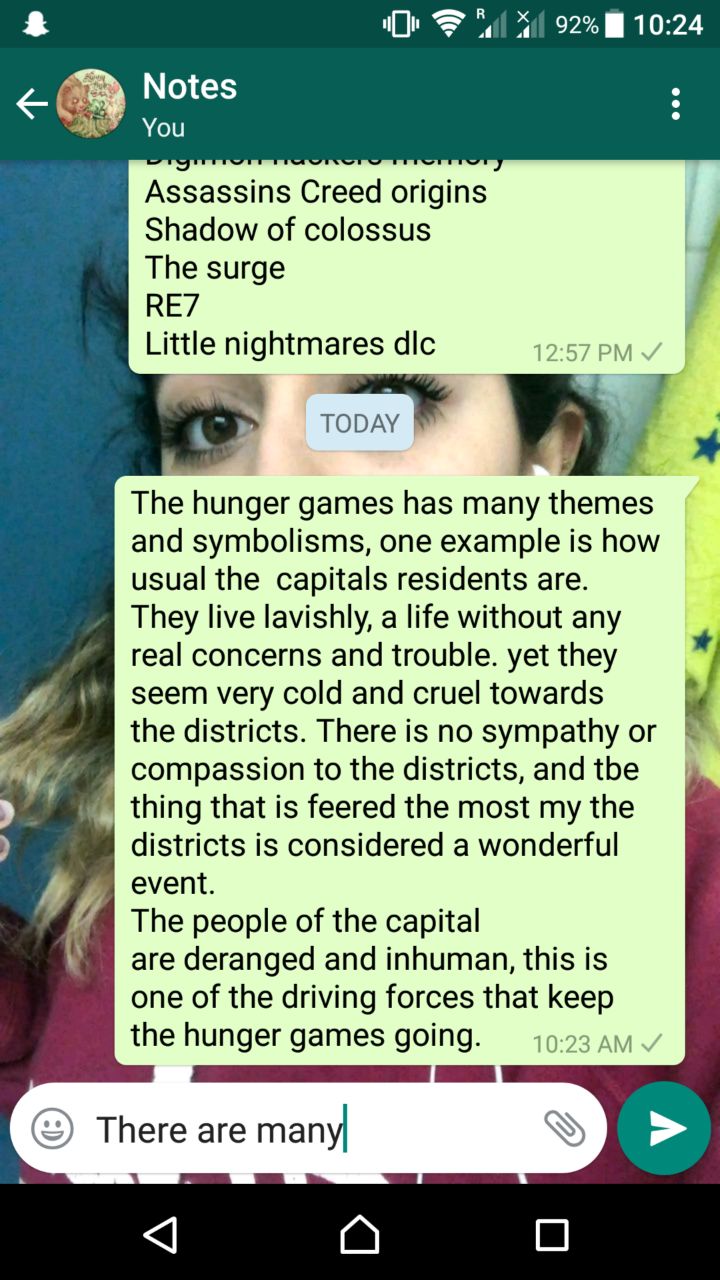 R
92% 10:24
Notes
You
Digimon hackers memory
Assassins Creed origins
Shadow of colossus
The surge
RE7
Little nightmares dlc
12:57 PM
TODAY
The hunger games has many themes
and symbolisms, one example is how
usual the  capitals residents are.
They live lavishly, a life without any
real concerns and trouble. yet they
seem very cold and cruel towards
the districts. There is no sympathy or
compassion to the districts, and tbe
thing that is feered the most my the
districts is considered a wonderful
event.
The people of the capital
are deranged and inhuman, this is
one of the driving forces that keep
the hunger games going.
10:23 AM
There are many